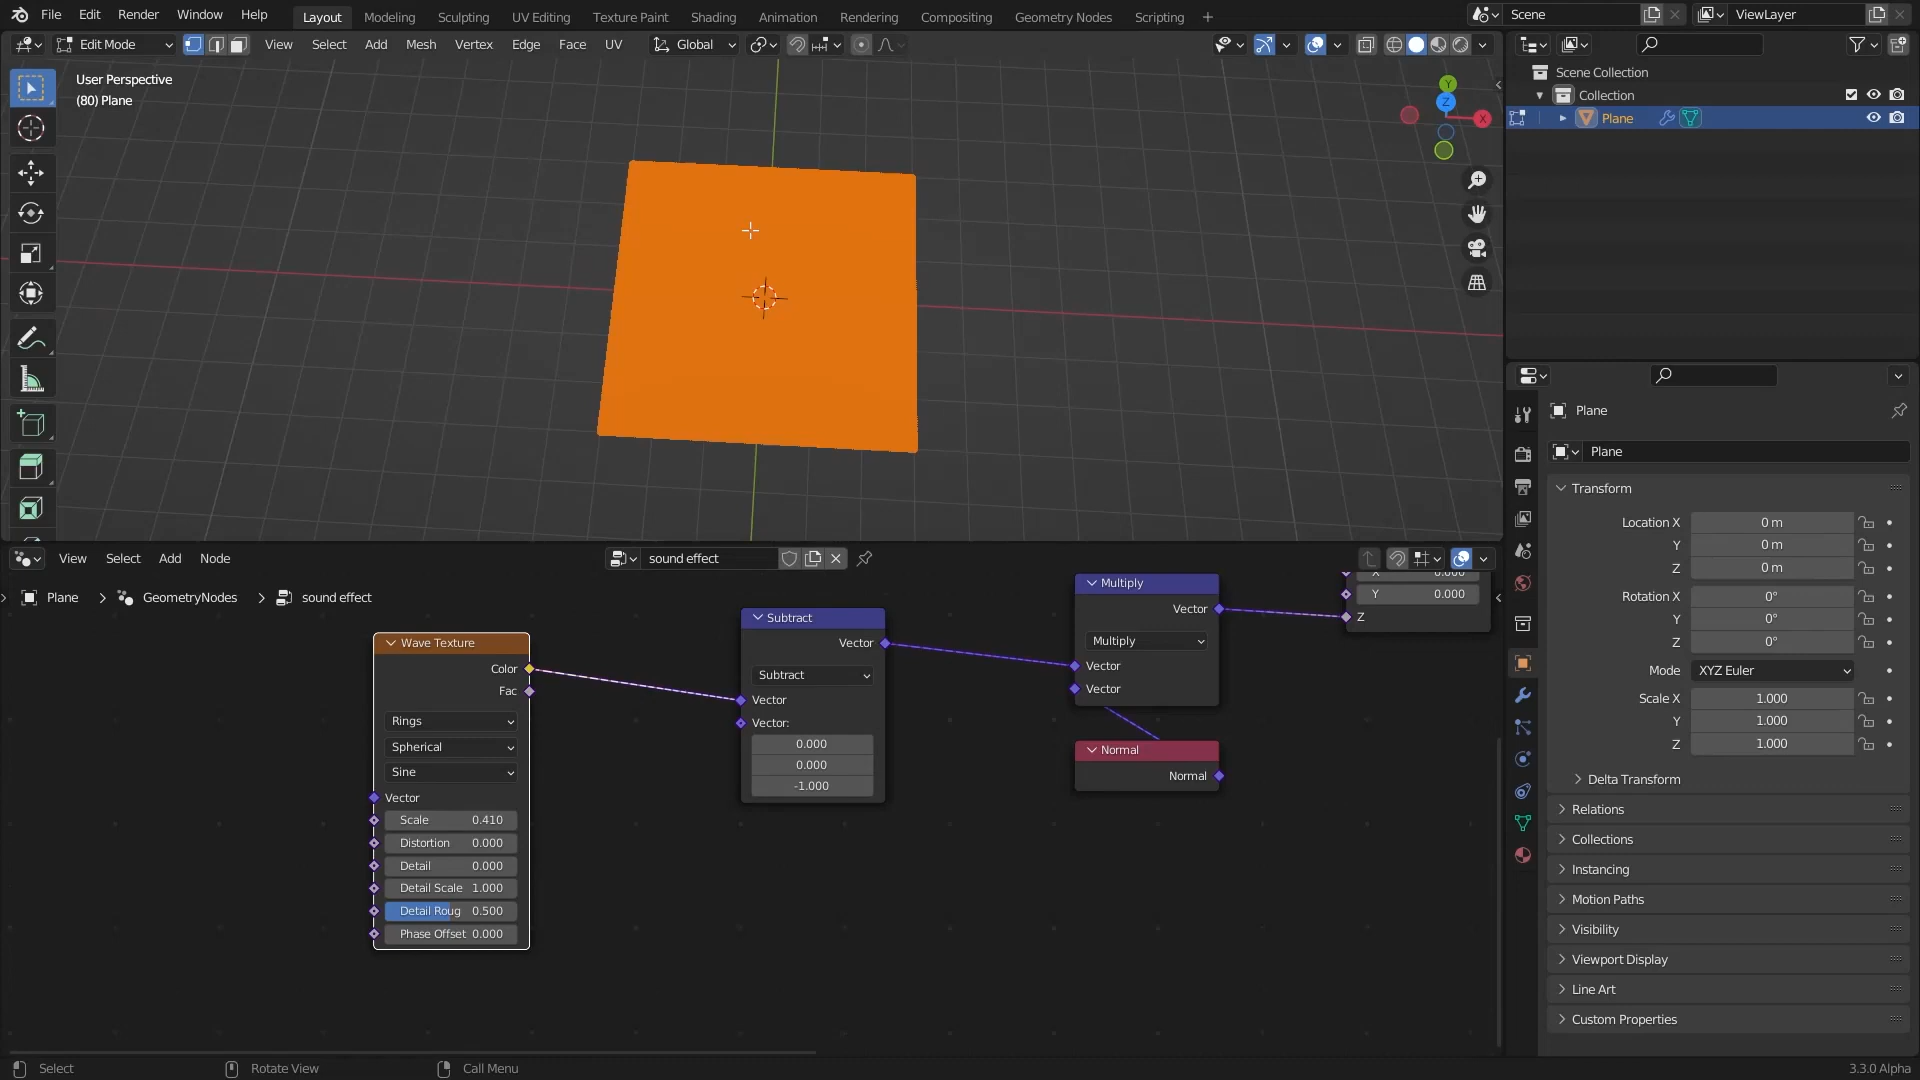 File Edit Render Window Help
Layout Modeling Sculpting UV Editing Texture Paint Shading Animation Rendering Compositing Geometry Nodes Scripting +
Scene
ViewLayer
Edit Mode
View Select Add Mesh Vertex Edge Face UV
Global
User Perspective
(80) Plane
Y
Z
X
Scene Collection
Collection
Plane
Plane
Plane
Transform
Location X 0 m
Y 0 m
Z 0 m
Rotation X 0°
Y 0°
Z 0°
Mode XYZ Euler
Scale X 1.000
Y 1.000
Z 1.000
Delta Transform
Relations
Collections
Instancing
Motion Paths
Visibility
Viewport Display
Line Art
Custom Properties
View Select Add Node
sound effect
Plane > GeometryNodes > sound effect
Wave Texture
Color
Fac
Rings
Spherical
Sine
Vector
Scale 0.410
Distortion 0.000
Detail 0.000
Detail Scale 1.000
Detail Roug 0.500
Phase Offset 0.000
Subtract
Vector
Subtract
Vector
Vector:
0.000
0.000
-1.000
Multiply
Vector
Multiply
Vector
Vector
Normal
Normal
X 0.000
Y 0.000
Z
Select
Rotate View
Call Menu
3.3.0 Alpha